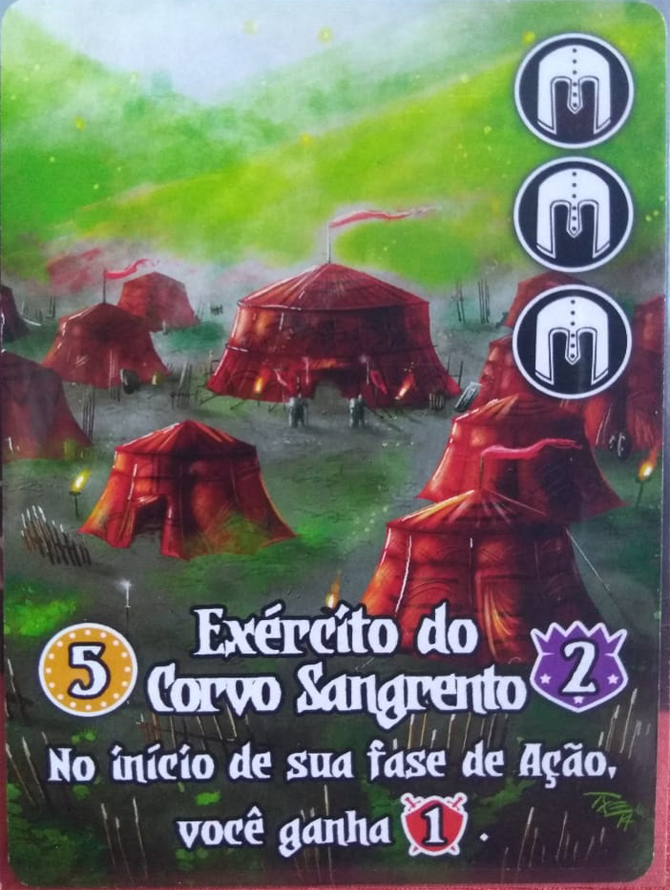 5
Exército do
Corvo Sangrento
2
No início de sua fase de Ação,
você ganha 1 .